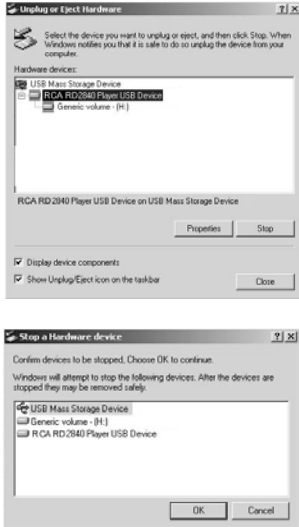 Unplug or Eject Hardware
Select the device you want to unplug or eject, and then click Stop. When
Windows notifies you that it is safe to do so unplug the device from your
computer.
Hardware devices:
USB Mass Storage Device
RCA RD2840 Player USB Device
Generic volume - (H:)
RCA RD2840 Player USB Device on USB Mass Storage Device
Properties Stop
Display device components
Show Unplug/Eject icon on the taskbar
Close
Stop a Hardware device
Confirm devices to be stopped, Choose OK to continue.
Windows will attempt to stop the following devices. After the devices are
stopped they may be removed safely.
USB Mass Storage Device
Generic volume - (H:)
RCA RD2840 Player USB Device
OK Cancel